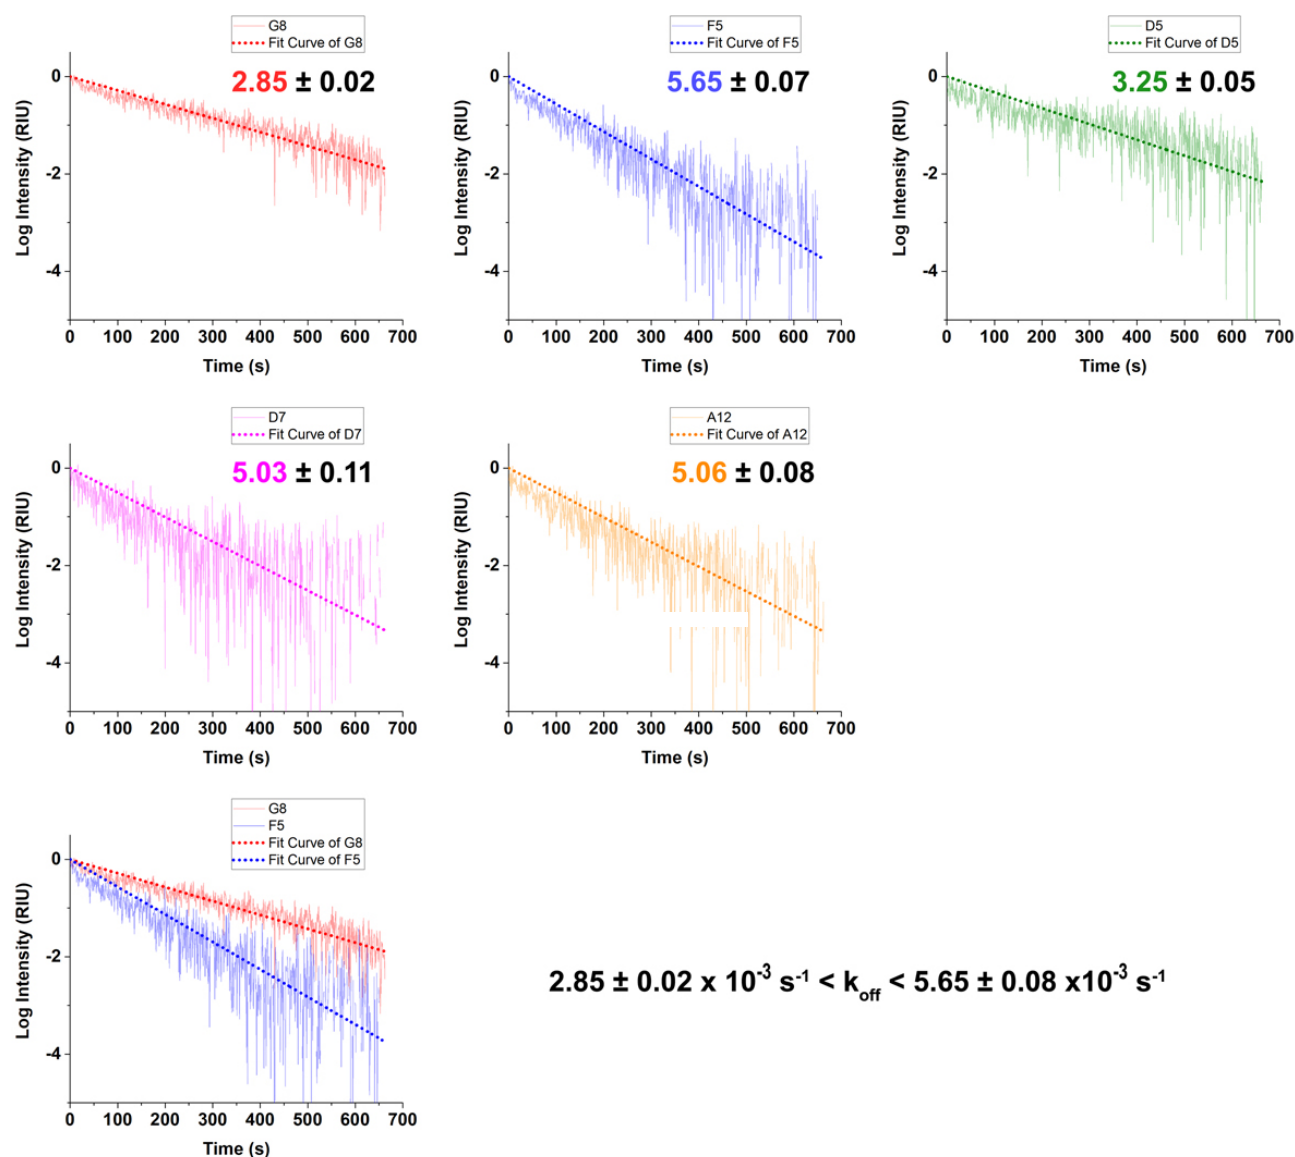 G8
Fit Curve of G8
2.85 ± 0.02
Log Intensity (RIU)
0
-2
-4
0 100 200 300 400 500 600 700
Time (s)
F5
Fit Curve of F5
5.65 ± 0.07
Log Intensity (RIU)
0
-2
-4
0 100 200 300 400 500 600 700
Time (s)
D5
Fit Curve of D5
3.25 ± 0.05
Log Intensity (RIU)
0
-2
-4
0 100 200 300 400 500 600 700
Time (s)
D7
Fit Curve of D7
5.03 ± 0.11
Log Intensity (RIU)
0
-2
-4
0 100 200 300 400 500 600 700
Time (s)
A12
Fit Curve of A12
5.06 ± 0.08
Log Intensity (RIU)
0
-2
-4
0 100 200 300 400 500 600 700
Time (s)
G8
F5
Fit Curve of G8
Fit Curve of F5
Log Intensity (RIU)
0
-2
-4
0 100 200 300 400 500 600 700
Time (s)
2.85 ± 0.02 x 10⁻³ s⁻¹ < k_off < 5.65 ± 0.08 x10⁻³ s⁻¹